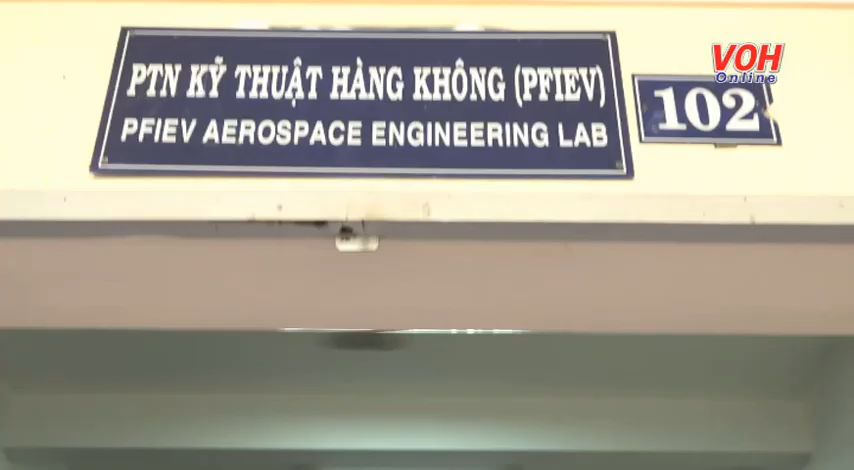 PTN KỸ THUẬT HÀNG KHÔNG (PFIEV)
PFIEV AEROSPACE ENGINEERING LAB
102
VOH
Online